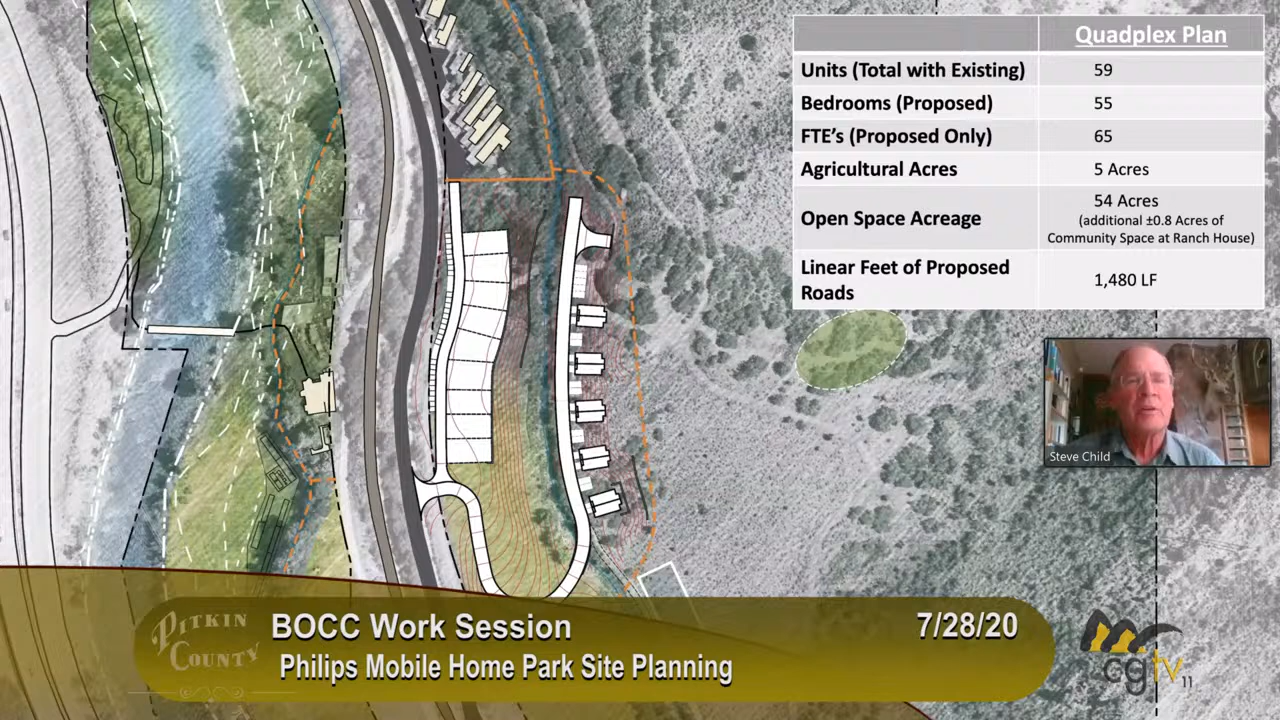 Quadplex Plan
Units (Total with Existing) 59
Bedrooms (Proposed) 55
FTE's (Proposed Only) 65
Agricultural Acres 5 Acres
Open Space Acreage 54 Acres
(additional ±0.8 Acres of
Community Space at Ranch House)
Linear Feet of Proposed
Roads 1,480 LF
Steve Child
PITKIN
COUNTY
BOCC Work Session
7/28/20
Philips Mobile Home Park Site Planning
cgtv11